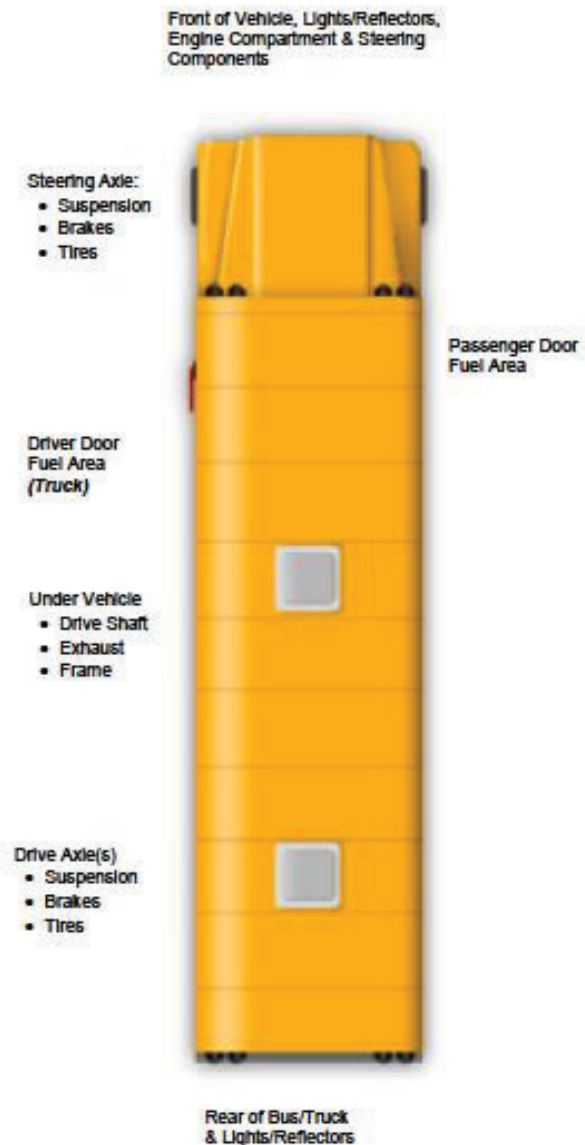 Front of Vehicle, Lights/Reflectors,
Engine Compartment & Steering
Components
Steering Axle:
• Suspension
• Brakes
• Tires
Passenger Door
Fuel Area
Driver Door
Fuel Area
(Truck)
Under Vehicle
• Drive Shaft
• Exhaust
• Frame
Drive Axle(s)
• Suspension
• Brakes
• Tires
Rear of Bus/Truck
& Lights/Reflectors